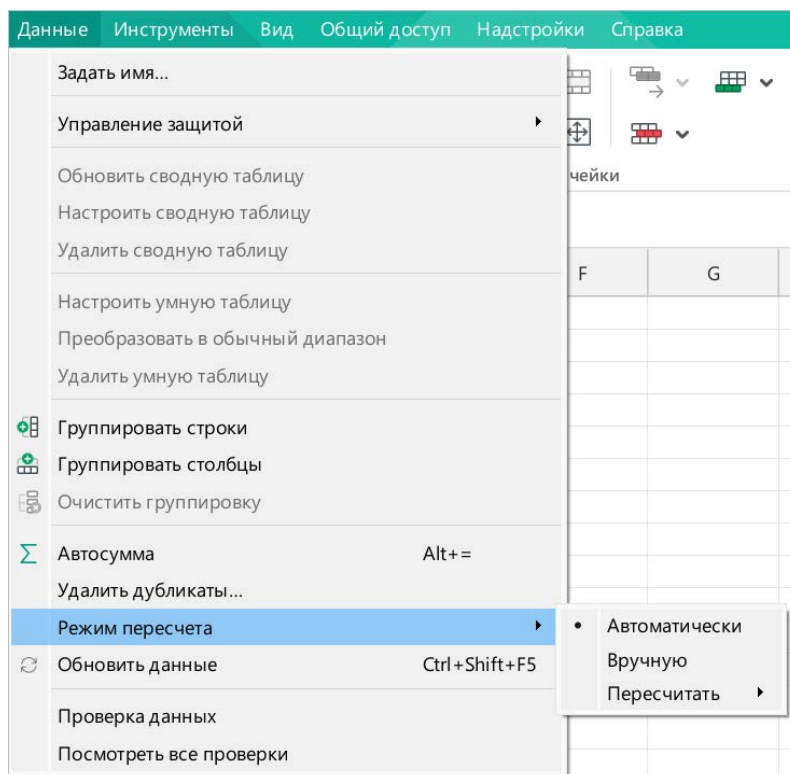 Данные Инструменты Вид Общий доступ Надстройки Справка
Задать имя...
Управление защитой
Обновить сводную таблицу
чейки
Настроить сводную таблицу
Удалить сводную таблицу
F G
Настроить умную таблицу
Преобразовать в обычный диапазон
Удалить умную таблицу
Группировать строки
Группировать столбцы
Очистить группировку
Автосумма Alt+=
Удалить дубликаты...
Режим пересчета
Автоматически
Обновить данные Ctrl+Shift+F5
Вручную
Пересчитать
Проверка данных
Посмотреть все проверки